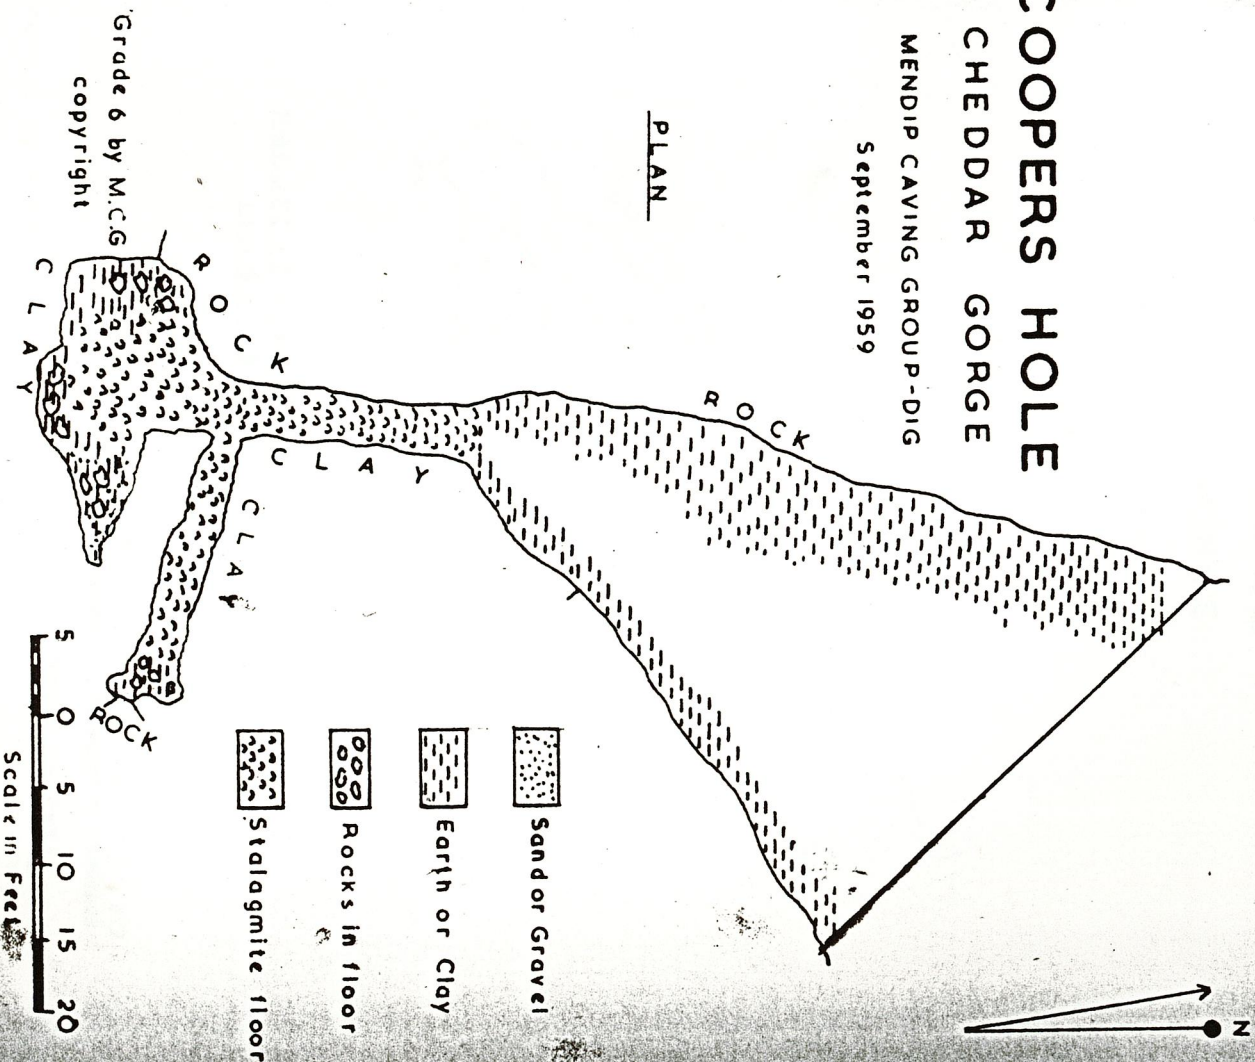 COOPERS HOLE
CHEDDAR GORGE
MENDIP CAVING GROUP-DIG
September 1959
PLAN
N
ROCK
ROCK
CLAY
CLAY
CLAY
ROCK
Grade 6 by M.C.G
copyright
Sand or Gravel
Earth or Clay
Rocks in floor
Stalagmite floor
5 0 5 10 15 20
Scale in Feet